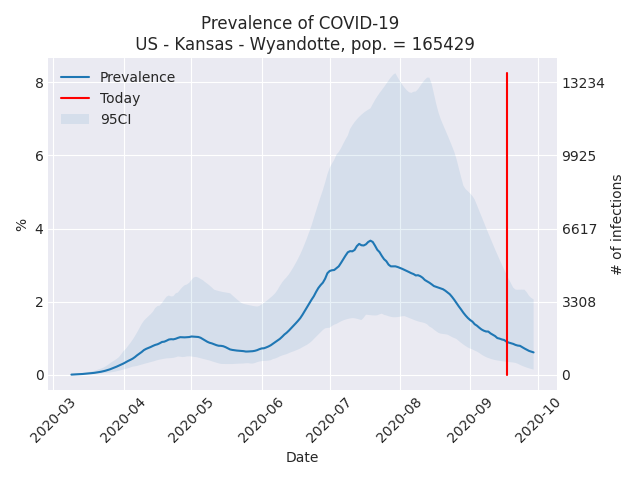 Prevalence of COVID-19
US - Kansas - Wyandotte, pop. = 165429
Prevalence
Today
95CI
8
6
4
2
0
%
13234
9925
6617
3308
0
# of infections
2020-03
2020-04
2020-05
2020-06
2020-07
2020-08
2020-09
2020-10
Date